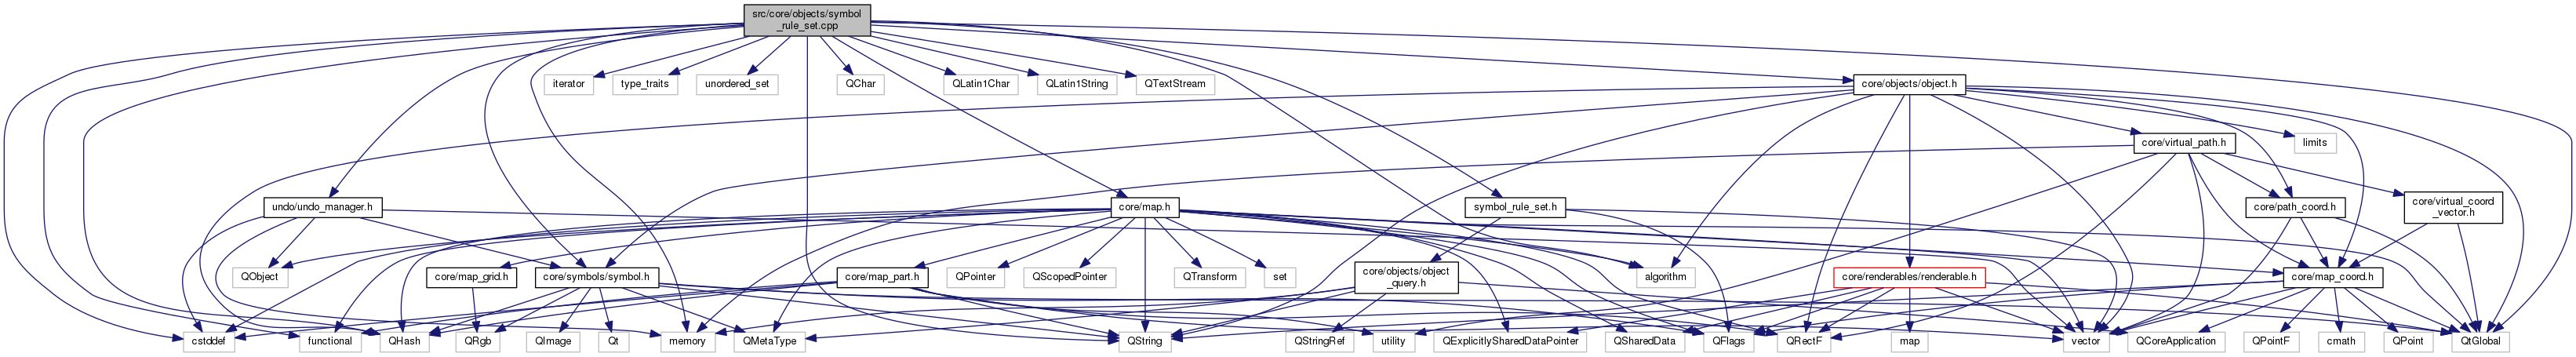 src/core/objects/symbol
_rule_set.cpp
iterator
type_traits
unordered_set
QChar
QLatin1Char
QLatin1String
QTextStream
core/objects/object.h
core/virtual_path.h
limits
undo/undo_manager.h
core/map.h
symbol_rule_set.h
core/path_coord.h
core/virtual_coord
_vector.h
QObject
core/map_grid.h
core/symbols/symbol.h
core/map_part.h
QPointer
QScopedPointer
QTransform
set
core/objects/object
_query.h
algorithm
core/renderables/renderable.h
core/map_coord.h
cstddef
functional
QHash
QRgb
QImage
Qt
memory
QMetaType
QString
QStringRef
utility
QExplicitlySharedDataPointer
QSharedData
QFlags
QRectF
map
vector
QCoreApplication
QPointF
cmath
QPoint
QtGlobal